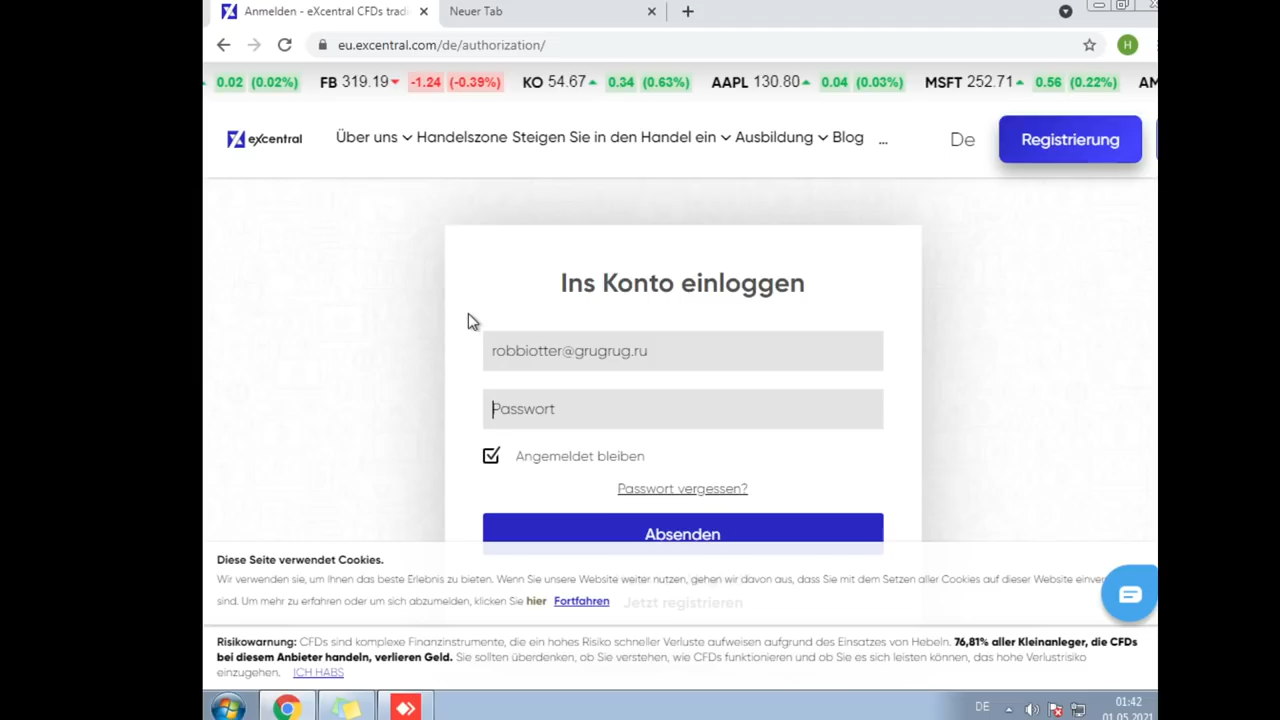 Anmelden - eXcentral CFDs trad
Neuer Tab
eu.excentral.com/de/authorization/
H
0.02 (0.02%) FB 319.19 -1.24 (-0.39%) KO 54.67 0.34 (0.63%) AAPL 130.80 0.04 (0.03%) MSFT 252.71 0.56 (0.22%) AM
excentral Über uns Handelszone Steigen Sie in den Handel ein Ausbildung Blog ... De Registrierung
Ins Konto einloggen
robbiotter@grugrug.ru
Passwort
Angemeldet bleiben
Passwort vergessen?
Absenden
Diese Seite verwendet Cookies.
Wir verwenden sie, um Ihnen das beste Erlebnis zu bieten. Wenn Sie unsere Website weiter nutzen, gehen wir davon aus, dass Sie mit dem Setzen aller Cookies auf dieser Website einver
sind. Um mehr zu erfahren oder um sich abzumelden, klicken Sie hier Fortfahren
Jetzt registrieren
Risikowarnung: CFDs sind komplexe Finanzinstrumente, die ein hohes Risiko schneller Verluste aufweisen aufgrund des Einsatzes von Hebeln. 76,81% aller Kleinanleger, die CFDs
bei diesem Anbieter handeln, verlieren Geld. Sie sollten überdenken, ob Sie verstehen, wie CFDs funktionieren und ob Sie es sich leisten können, das hohe Verlustrisiko
einzugehen. ICH HABS
DE 01:42
01.05.2021